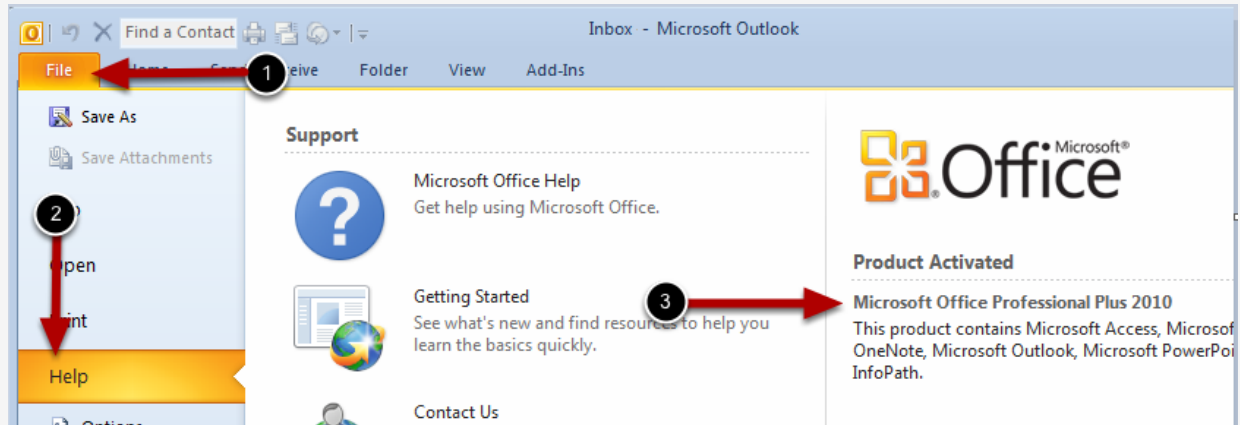 Find a Contact
Inbox - Microsoft Outlook
File
Folder
View
Add-Ins
1
Save As
Save Attachments
2
Open
Print
Help
Options
Support
Microsoft Office Help
Get help using Microsoft Office.
Getting Started
See what's new and find resources to help you
learn the basics quickly.
Contact Us
3
Microsoft®
Office
Product Activated
Microsoft Office Professional Plus 2010
This product contains Microsoft Access, Microsof
OneNote, Microsoft Outlook, Microsoft PowerPoi
InfoPath.